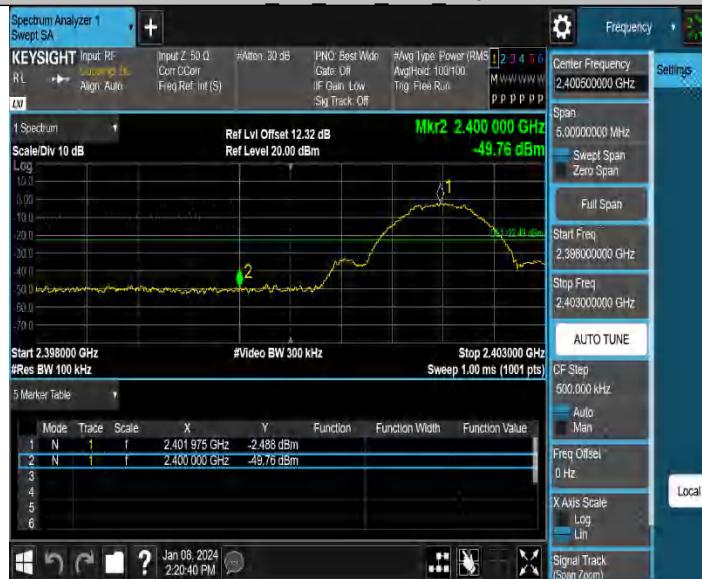 Spectrum Analyzer 1
Swept SA
Frequency
KEYSIGHT
RL
LXI
Input: RF
Align: Auto
Input Z: 50 Ω
Corr CCorr
Freq Ref: Int (S)
#Atten: 30 dB
PNO: Best Wide
Gate: Off
IF Gain: Low
Sig Track: Off
#Avg Type: Power (RMS
Avg|Hold: 100/100
Trig: Free Run
1 2 3 4 5 6
M W W W W W
P P P P P P
Center Frequency
2.400500000 GHz
Settings
Span
5.00000000 MHz
Swept Span
Zero Span
Full Span
Start Freq
2.398000000 GHz
Stop Freq
2.403000000 GHz
AUTO TUNE
CF Step
500.000 kHz
Auto
Man
Freq Offset
0 Hz
X Axis Scale
Log
Lin
Signal Track
(Span Zoom)
Local
1 Spectrum
Scale/Div 10 dB
Ref Lvl Offset 12.32 dB
Ref Level 20.00 dBm
Mkr2 2.400 000 GHz
-49.76 dBm
Log
10.0
0.00
-10.0
-20.0
-30.0
-40.0
-50.0
-60.0
-70.0
1
2
-22.49 dBm
Start 2.398000 GHz
#Res BW 100 kHz
#Video BW 300 kHz
Stop 2.403000 GHz
Sweep 1.00 ms (1001 pts)
5 Marker Table
Mode Trace Scale X Y Function Function Width Function Value
1 N 1 f 2.401 975 GHz -2.488 dBm
2 N 1 f 2.400 000 GHz -49.76 dBm
3
4
5
6
?
Jan 08, 2024
2:20:40 PM